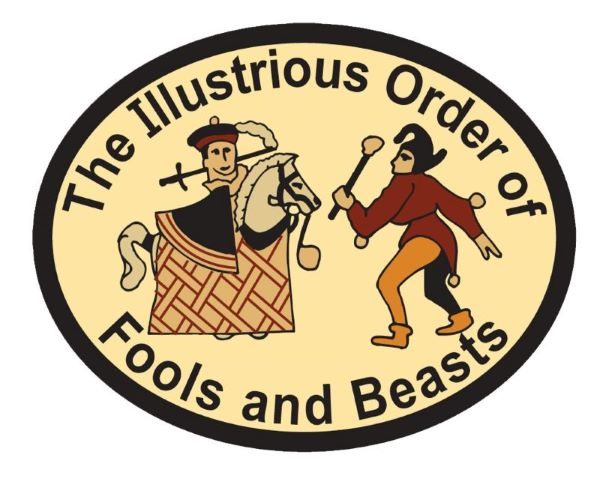 The Illustrious Order of
Fools and Beasts